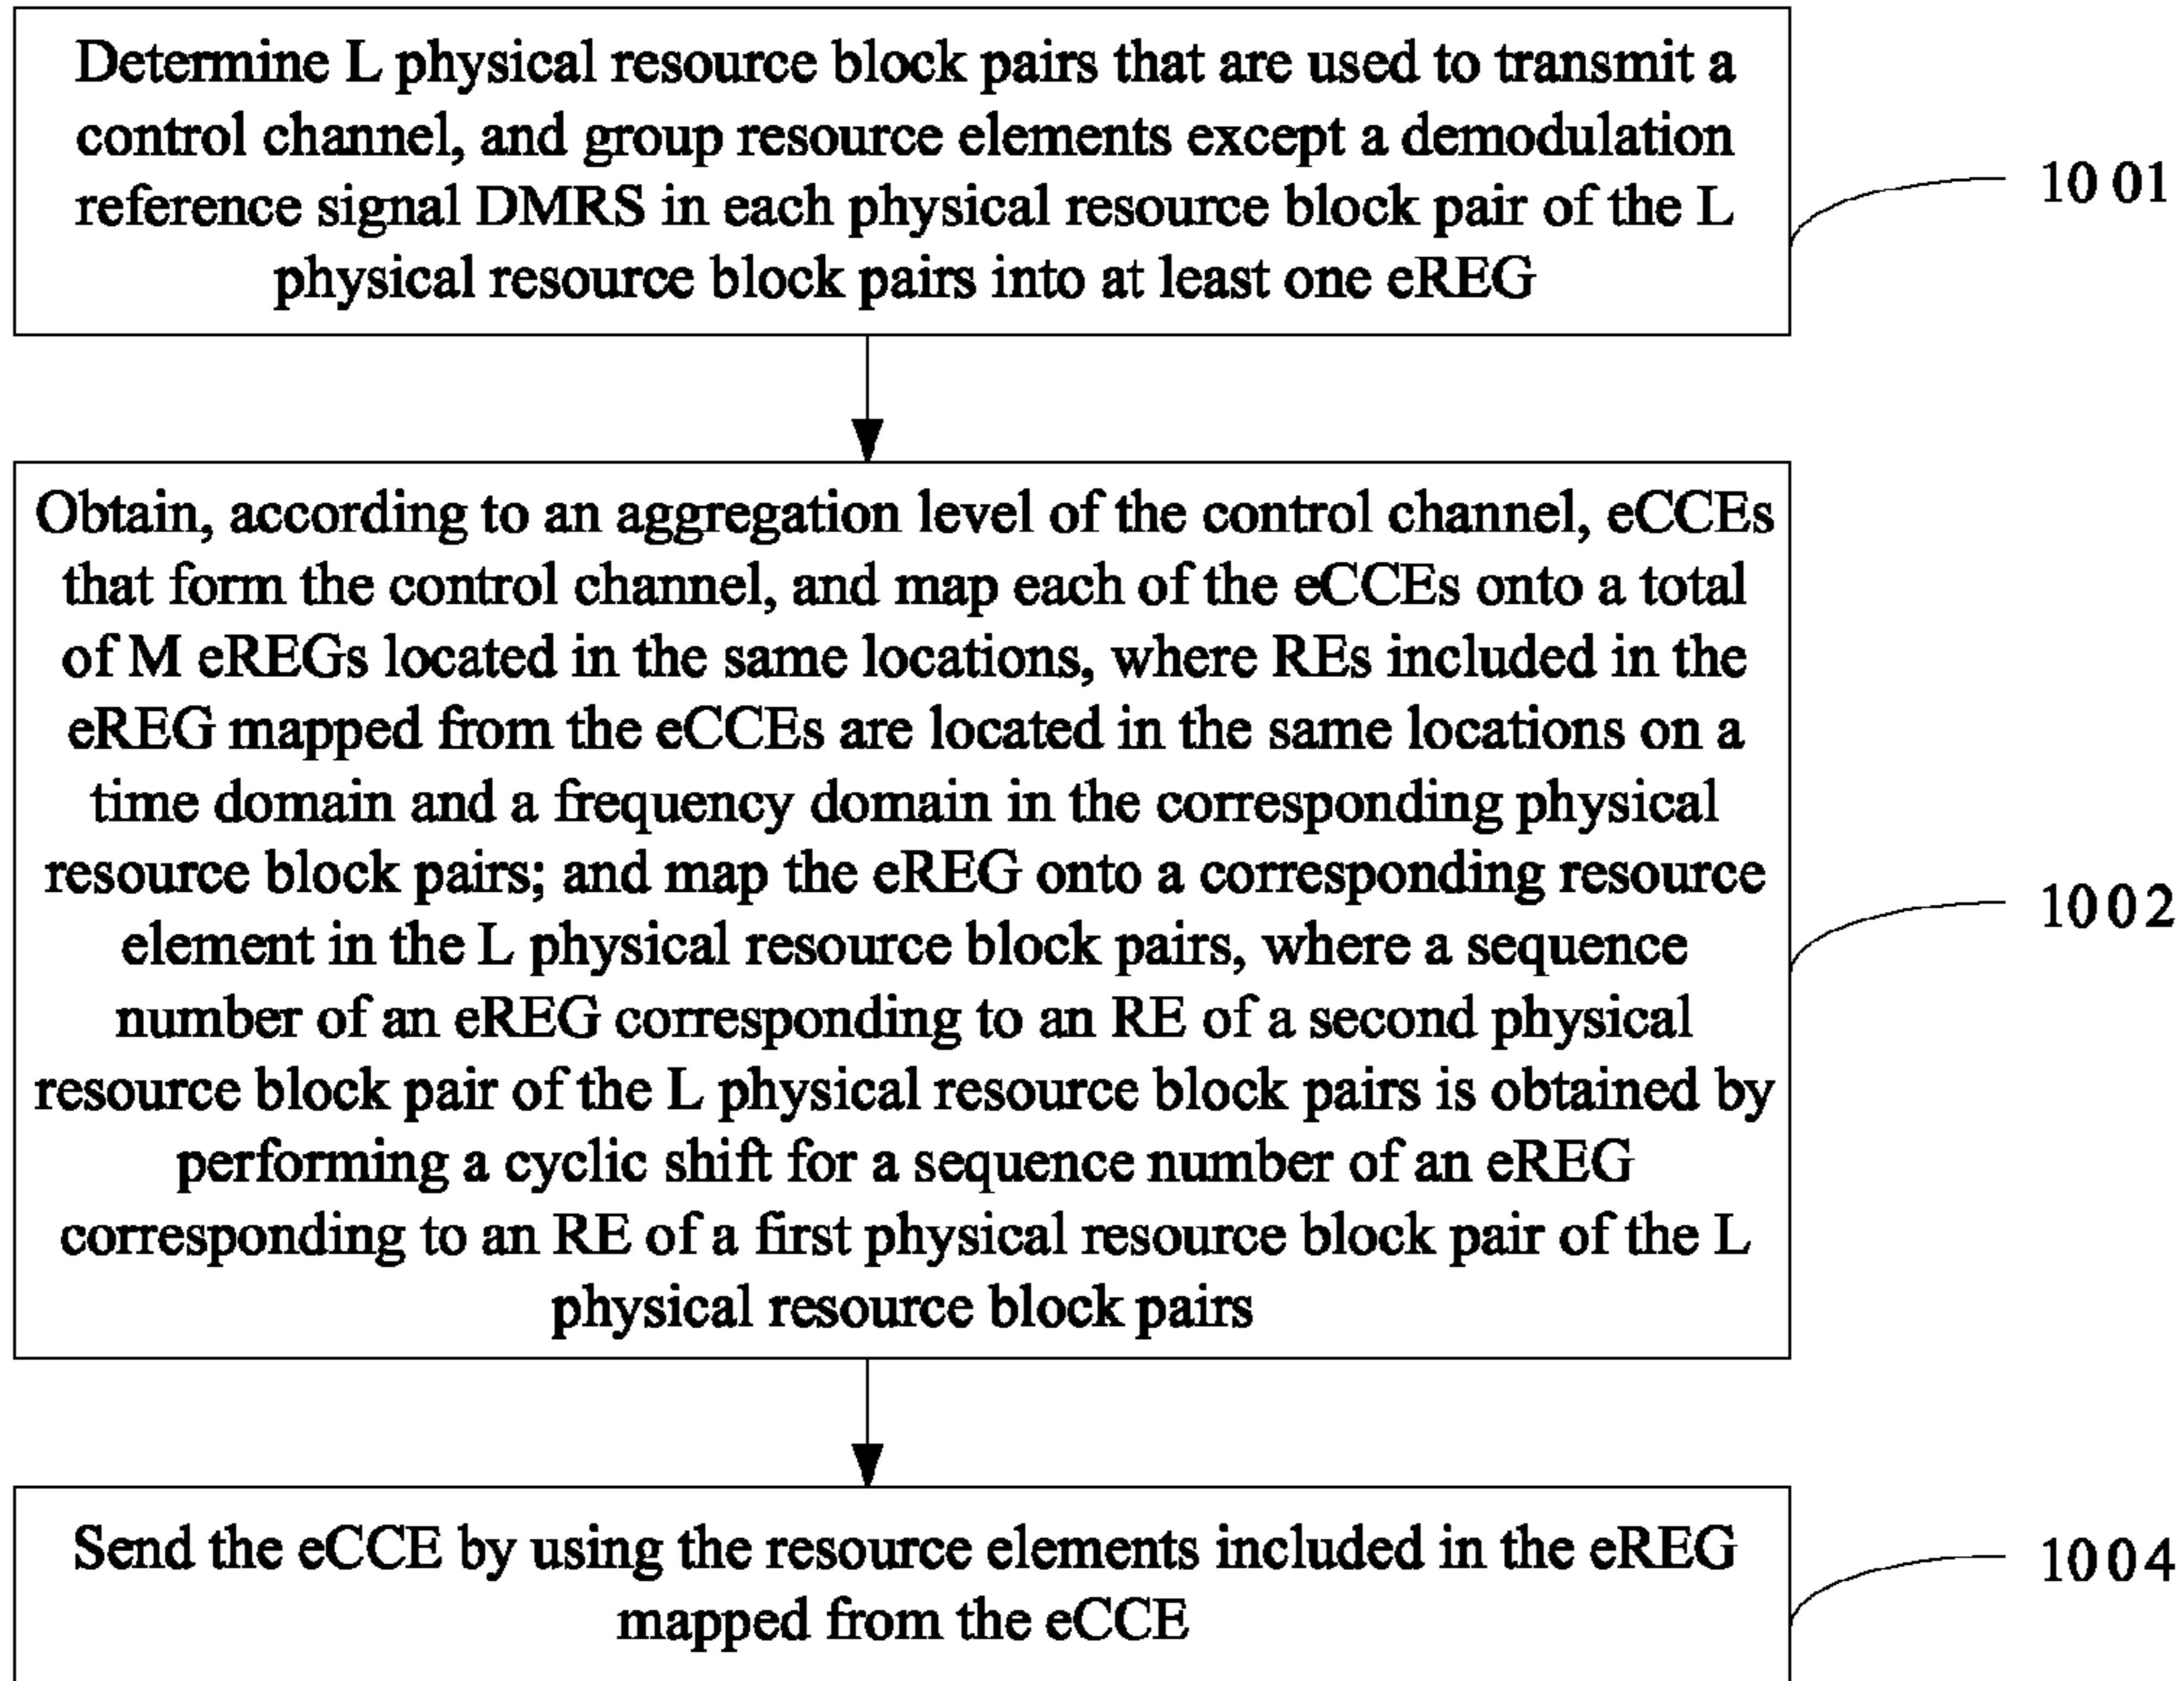 Determine L physical resource block pairs that are used to transmit a
control channel, and group resource elements except a demodulation
reference signal DMRS in each physical resource block pair of the L
physical resource block pairs into at least one eREG
1001
Obtain, according to an aggregation level of the control channel, eCCEs
that form the control channel, and map each of the eCCEs onto a total
of M eREGs located in the same locations, where REs included in the
eREG mapped from the eCCEs are located in the same locations on a
time domain and a frequency domain in the corresponding physical
resource block pairs; and map the eREG onto a corresponding resource
element in the L physical resource block pairs, where a sequence
number of an eREG corresponding to an RE of a second physical
resource block pair of the L physical resource block pairs is obtained by
performing a cyclic shift for a sequence number of an eREG
corresponding to an RE of a first physical resource block pair of the L
physical resource block pairs
1002
Send the eCCE by using the resource elements included in the eREG
mapped from the eCCE
1004